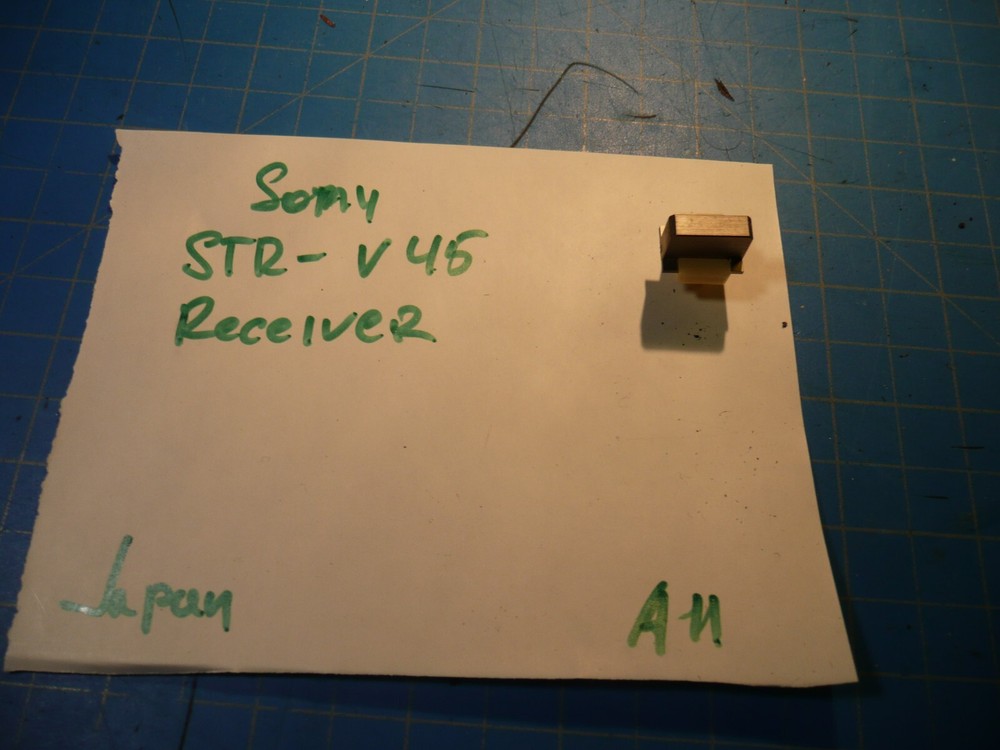 Sony
STR-V45
Receiver
Japan
A11